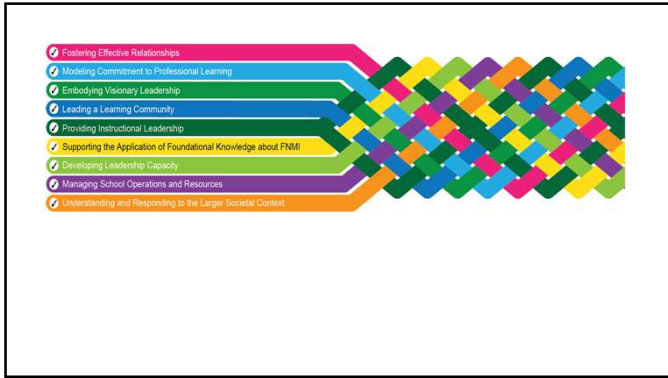 Fostering Effective Relationships
Modeling Commitment to Professional Learning
Embodying Visionary Leadership
Leading a Learning Community
Providing Instructional Leadership
Supporting the Application of Foundational Knowledge about FNMI
Developing Leadership Capacity
Managing School Operations and Resources
Understanding and Responding to the Larger Societal Context